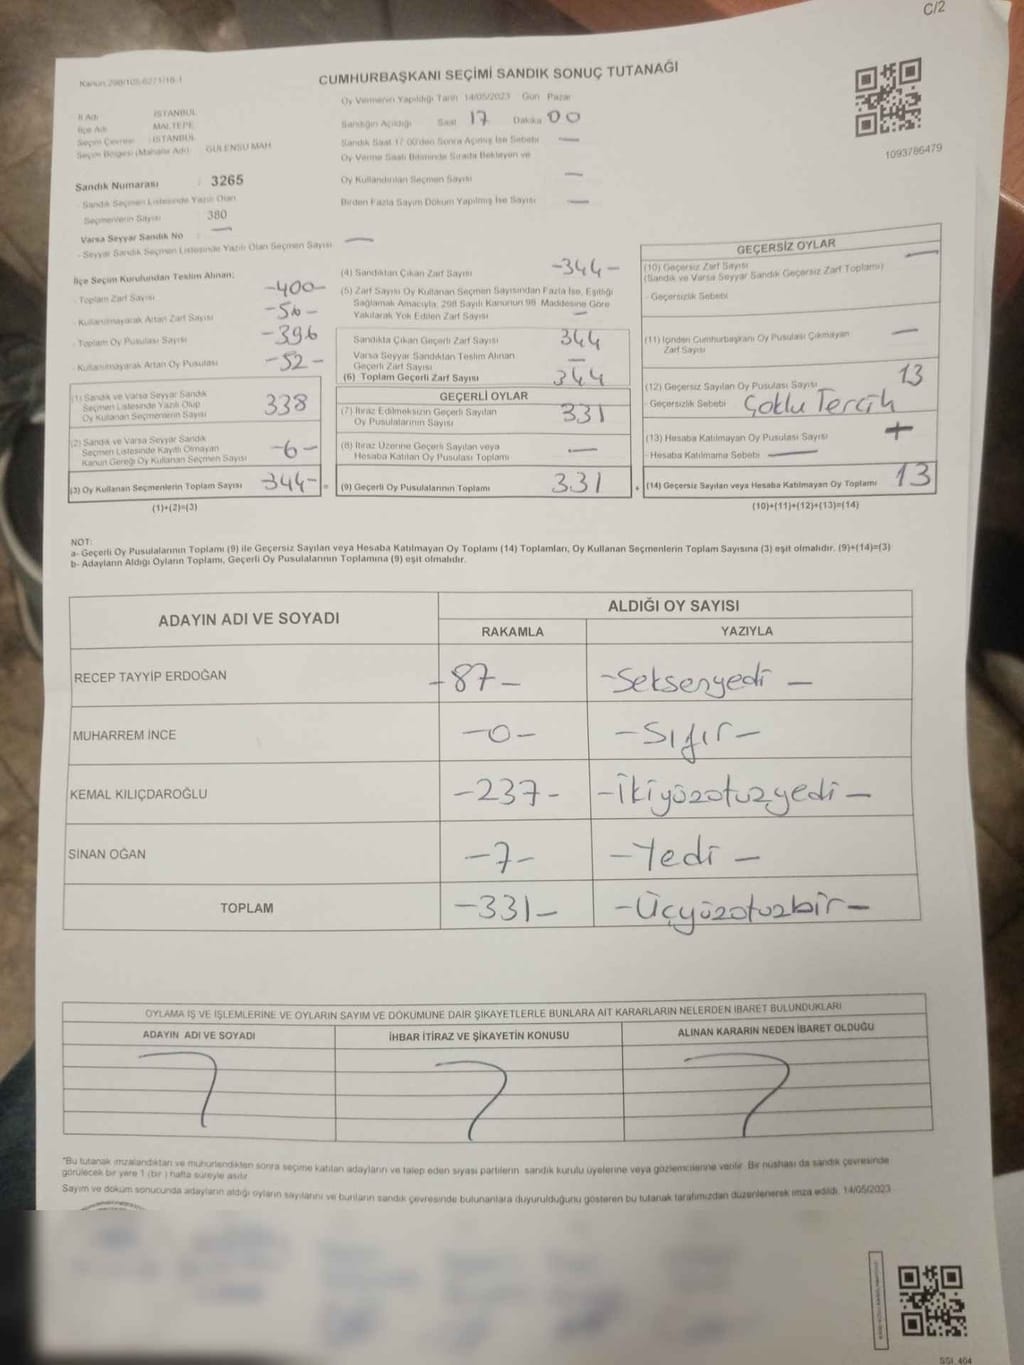 C/2
Kanun 298/105-6271/18-1
CUMHURBAŞKANI SEÇİMİ SANDIK SONUÇ TUTANAĞI
İl Adı İSTANBUL
İlçe Adı MALTEPE
Seçim Çevresi : İSTANBUL
Seçim Bölgesi (Mahalle Adı) GÜLENSU MAH
Oy Vermenin Yapıldığı Tarih 14/05/2023 Gün Pazar
Sandığın Açıldığı Saat 17 Dakika 00
Sandık Saat 17.00'den Sonra Açılmış İse Sebebi —
Oy Verme Saati Bitiminde Sırada Bekleyen ve
Oy Kullandırılan Seçmen Sayısı —
Birden Fazla Sayım Döküm Yapılmış İse Sayısı —
1093786479
Sandık Numarası : 3265
- Sandık Seçmen Listesinde Yazılı Olan
Seçmenlerin Sayısı 380
Varsa Seyyar Sandık No —
- Seyyar Sandık Seçmen Listesinde Yazılı Olan Seçmen Sayısı —
İlçe Seçim Kurulundan Teslim Alınan;
- Toplam Zarf Sayısı -400-
- Kullanılmayarak Artan Zarf Sayısı -56-
- Toplam Oy Pusulası Sayısı -396
- Kullanılmayarak Artan Oy Pusulası -52-
(1) Sandık ve Varsa Seyyar Sandık
Seçmen Listesinde Yazılı Olup
Oy Kullanan Seçmenlerin Sayısı 338
(2) Sandık ve Varsa Seyyar Sandık
Seçmen Listesinde Kayıtlı Olmayan
Kanun Gereği Oy Kullanan Seçmen Sayısı -6-
(3) Oy Kullanan Seçmenlerin Toplam Sayısı 344-
(1)+(2)=(3)
(4) Sandıktan Çıkan Zarf Sayısı -344-
(5) Zarf Sayısı Oy Kullanan Seçmen Sayısından Fazla İse, Eşitliği
Sağlamak Amacıyla, 298 Sayılı Kanunun 98. Maddesine Göre
Yakılarak Yok Edilen Zarf Sayısı —
Sandıkta Çıkan Geçerli Zarf Sayısı 344
Varsa Seyyar Sandıktan Teslim Alınan
Geçerli Zarf Sayısı —
(6) Toplam Geçerli Zarf Sayısı 344
GEÇERLİ OYLAR
(7) İtiraz Edilmeksizin Geçerli Sayılan
Oy Pusulalarının Sayısı 331
(8) İtiraz Üzerine Geçerli Sayılan veya
Hesaba Katılan Oy Pusulaları Toplamı —
(9) Geçerli Oy Pusulalarının Toplamı 331
GEÇERSİZ OYLAR
(10) Geçersiz Zarf Sayısı —
(Sandık ve Varsa Seyyar Sandık Geçersiz Zarf Toplamı)
- Geçersizlik Sebebi
(11) İçinden Cumhurbaşkanı Oy Pusulası Çıkmayan
Zarf Sayısı —
(12) Geçersiz Sayılan Oy Pusulası Sayısı 13
- Geçersizlik Sebebi Çoklu Tercih
(13) Hesaba Katılmayan Oy Pusulası Sayısı
- Hesaba Katılmama Sebebi —
(14) Geçersiz Sayılan veya Hesaba Katılmayan Oy Toplamı 13
(10)+(11)+(12)+(13)=(14)
NOT:
a- Geçerli Oy Pusulalarının Toplamı (9) ile Geçersiz Sayılan veya Hesaba Katılmayan Oy Toplamı (14) Toplamları, Oy Kullanan Seçmenlerin Toplam Sayısına (3) eşit olmalıdır. (9)+(14)=(3)
b- Adayların Aldığı Oyların Toplamı, Geçerli Oy Pusulalarının Toplamına (9) eşit olmalıdır.
ADAYIN ADI VE SOYADI
ALDIĞI OY SAYISI
RAKAMLA YAZIYLA
RECEP TAYYİP ERDOĞAN -87- -Seksenyedi -
MUHARREM İNCE -0- -Sıfır-
KEMAL KILIÇDAROĞLU -237- -İkiyüzotuzyedi -
SİNAN OĞAN -7- -Yedi -
TOPLAM -331- -Üçyüzotuzbir-
OYLAMA İŞ VE İŞLEMLERİNE VE OYLARIN SAYIM VE DÖKÜMÜNE DAİR ŞİKAYETLERLE BUNLARA AİT KARARLARIN NELERDEN İBARET BULUNDUKLARI
ADAYIN ADI VE SOYADI İHBAR İTİRAZ VE ŞİKAYETİN KONUSU ALINAN KARARIN NEDEN İBARET OLDUĞU
*Bu tutanak imzalandıktan ve mühürlendikten sonra seçime katılan adayların ve talep eden siyasi partilerin sandık kurulu üyelerine veya gözlemcilerine verilir. Bir nüshası da sandık çevresinde
görülecek bir yere 1 (bir) hafta süreyle asılır.
Sayım ve döküm sonucunda adayların aldığı oyların sayılarını ve bunların sandık çevresinde bulunanlara duyurulduğunu gösteren bu tutanak tarafımızdan düzenlenerek imza edildi. 14/05/2023
SSI_404